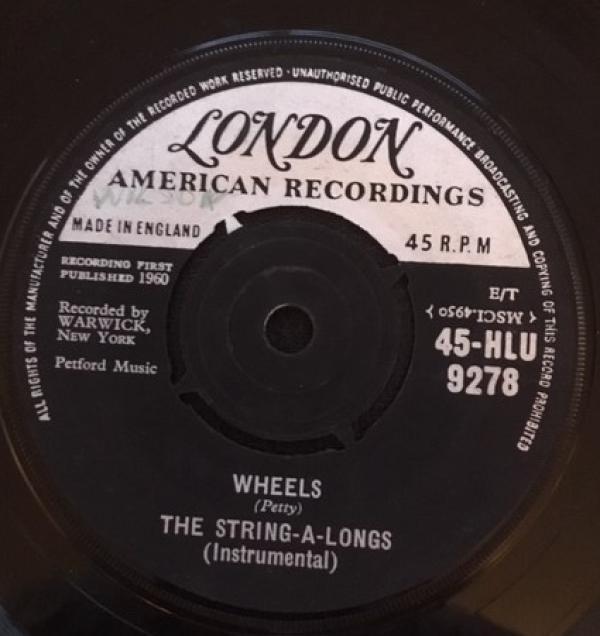 ALL RIGHTS OF THE MANUFACTURER AND OF THE OWNER OF THE RECORDED WORK RESERVED · UNAUTHORISED PUBLIC PERFORMANCE BROADCASTING AND COPYING OF THIS RECORD PROHIBITED
LONDON
AMERICAN RECORDINGS
WILSON
MADE IN ENGLAND
45 R.P.M
RECORDING FIRST
PUBLISHED 1960
E/T
{ MSCI.4950 }
Recorded by
WARWICK,
NEW YORK
45-HLU
9278
Petford Music
WHEELS
(Petty)
THE STRING-A-LONGS
(Instrumental)